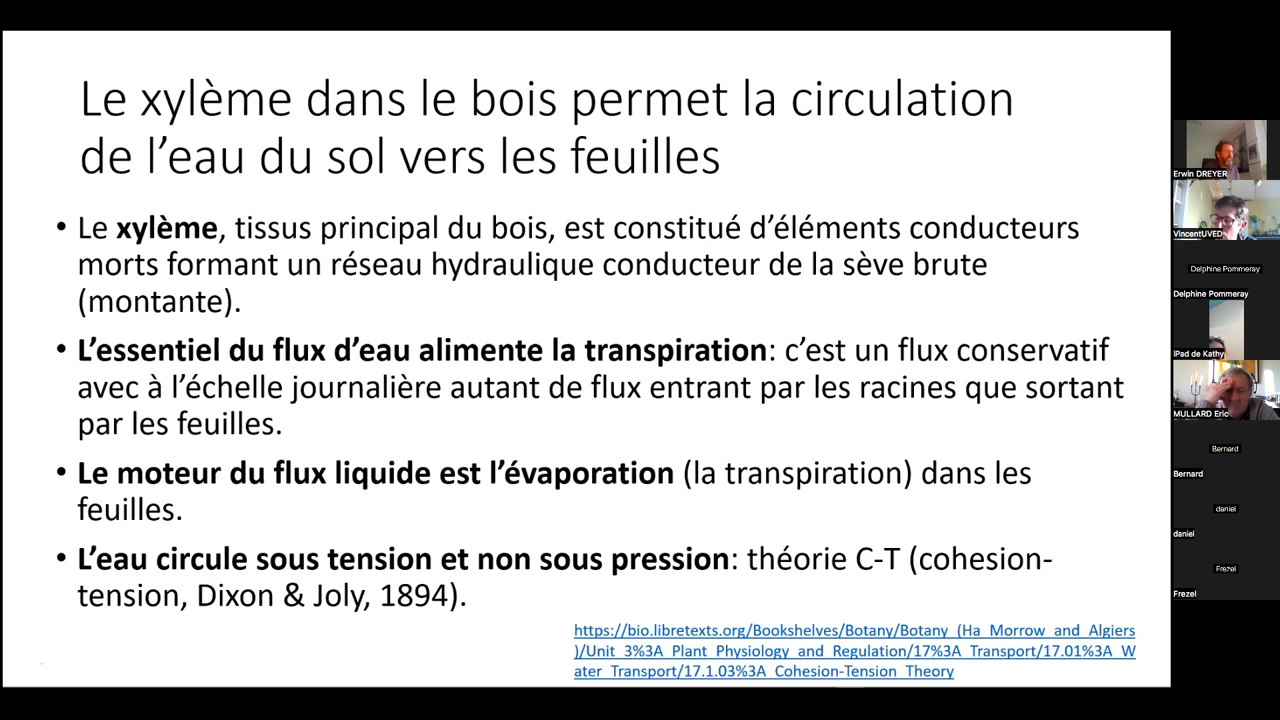 Le xylème dans le bois permet la circulation
de l’eau du sol vers les feuilles
• Le xylème, tissus principal du bois, est constitué d’éléments conducteurs
morts formant un réseau hydraulique conducteur de la sève brute
(montante).
• L’essentiel du flux d’eau alimente la transpiration: c’est un flux conservatif
avec à l’échelle journalière autant de flux entrant par les racines que sortant
par les feuilles.
• Le moteur du flux liquide est l’évaporation (la transpiration) dans les
feuilles.
• L’eau circule sous tension et non sous pression: théorie C-T (cohesion-
tension, Dixon & Joly, 1894).
https://bio.libretexts.org/Bookshelves/Botany/Botany_(Ha_Morrow_and_Algiers
)/Unit_3%3A_Plant_Physiology_and_Regulation/17%3A_Transport/17.01%3A_W
ater_Transport/17.1.03%3A_Cohesion-Tension_Theory
Erwin DREYER
VincentUVED
Delphine Pommeray
Delphine Pommeray
iPad de Kathy
MULLARD Eric
Bernard
Bernard
daniel
daniel
Frezel
Frezel